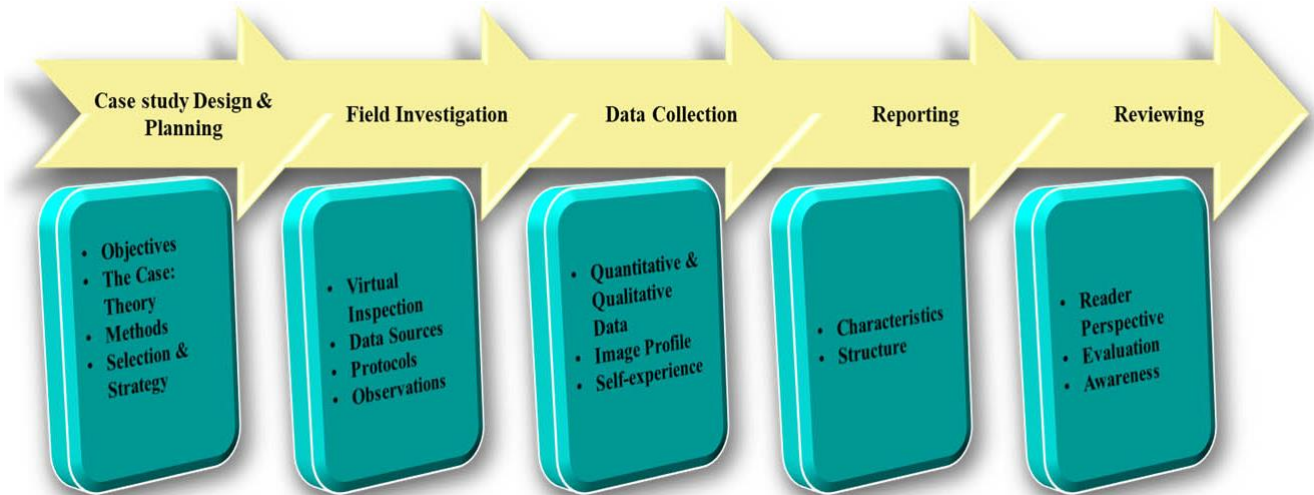 Case study Design &
Planning
Field Investigation
Data Collection
Reporting
Reviewing
• Objectives
• The Case:
Theory
• Methods
• Selection &
Strategy
• Virtual
Inspection
• Data Sources
• Protocols
• Observations
• Quantitative &
Qualitative
Data
• Image Profile
• Self-experience
• Characteristics
• Structure
• Reader
Perspective
• Evaluation
• Awareness